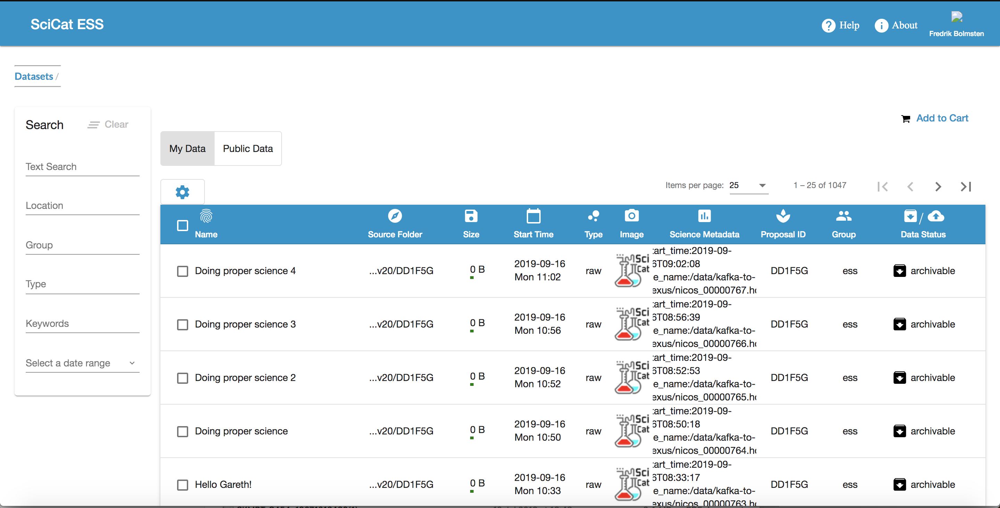 SciCat ESS
Help
About
Fredrik Bolmsten
Datasets /
Search
Clear
Text Search
Location
Group
Type
Keywords
Select a date range
Add to Cart
My Data
Public Data
Items per page: 25
1 – 25 of 1047
Name
Source Folder
Size
Start Time
Type
Image
Science Metadata
Proposal ID
Group
/
Data Status
Doing proper science 4
...v20/DD1F5G
0 B
2019-09-16
Mon 11:02
raw
Sci
Cat
tart_time:2019-09-
6T09:02:08
e_name:/data/kafka-to-
exus/nicos_00000767.h
DD1F5G
ess
archivable
Doing proper science 3
...v20/DD1F5G
0 B
2019-09-16
Mon 10:56
raw
Sci
Cat
tart_time:2019-09-
6T08:56:39
e_name:/data/kafka-to-
exus/nicos_00000766.h
DD1F5G
ess
archivable
Doing proper science 2
...v20/DD1F5G
0 B
2019-09-16
Mon 10:52
raw
Sci
Cat
tart_time:2019-09-
6T08:52:53
e_name:/data/kafka-to-
exus/nicos_00000765.h
DD1F5G
ess
archivable
Doing proper science
...v20/DD1F5G
0 B
2019-09-16
Mon 10:50
raw
Sci
Cat
tart_time:2019-09-
6T08:50:18
e_name:/data/kafka-to-
exus/nicos_00000764.h
DD1F5G
ess
archivable
Hello Gareth!
...v20/DD1F5G
0 B
2019-09-16
Mon 10:33
raw
Sci
Cat
tart_time:2019-09-
6T08:33:17
e_name:/data/kafka-to-
exus/nicos_00000763.h
DD1F5G
ess
archivable